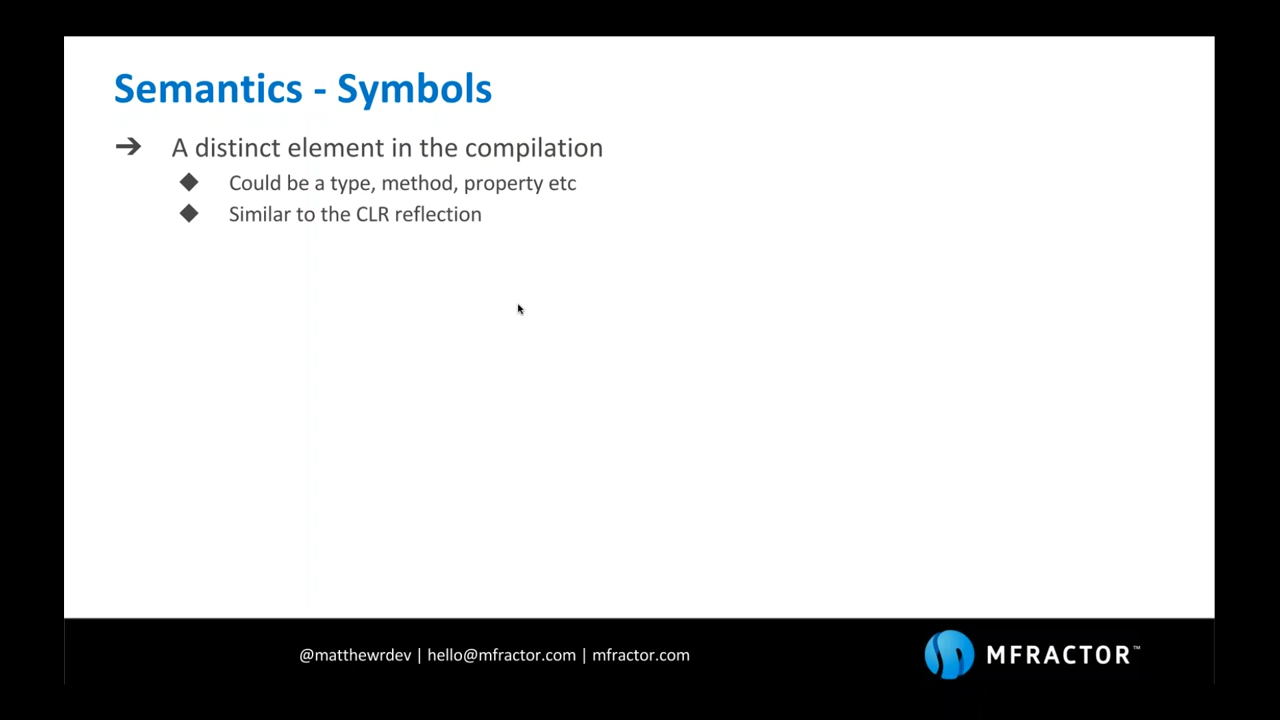 Semantics - Symbols
➔ A distinct element in the compilation
◆ Could be a type, method, property etc
◆ Similar to the CLR reflection
@matthewrdev | hello@mfractor.com | mfractor.com
MFRACTOR™